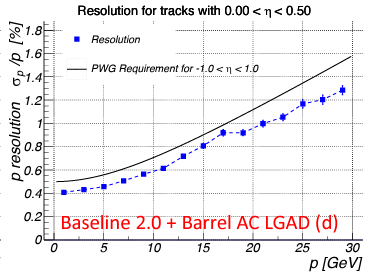 Resolution for tracks with 0.00 < η < 0.50
p resolution σp/p [%]
1.8
1.6
1.4
1.2
1
0.8
0.6
0.4
0.2
0
Resolution
PWG Requirement for -1.0 < η < 1.0
Baseline 2.0 + Barrel AC LGAD (d)
0 5 10 15 20 25 30
p [GeV]